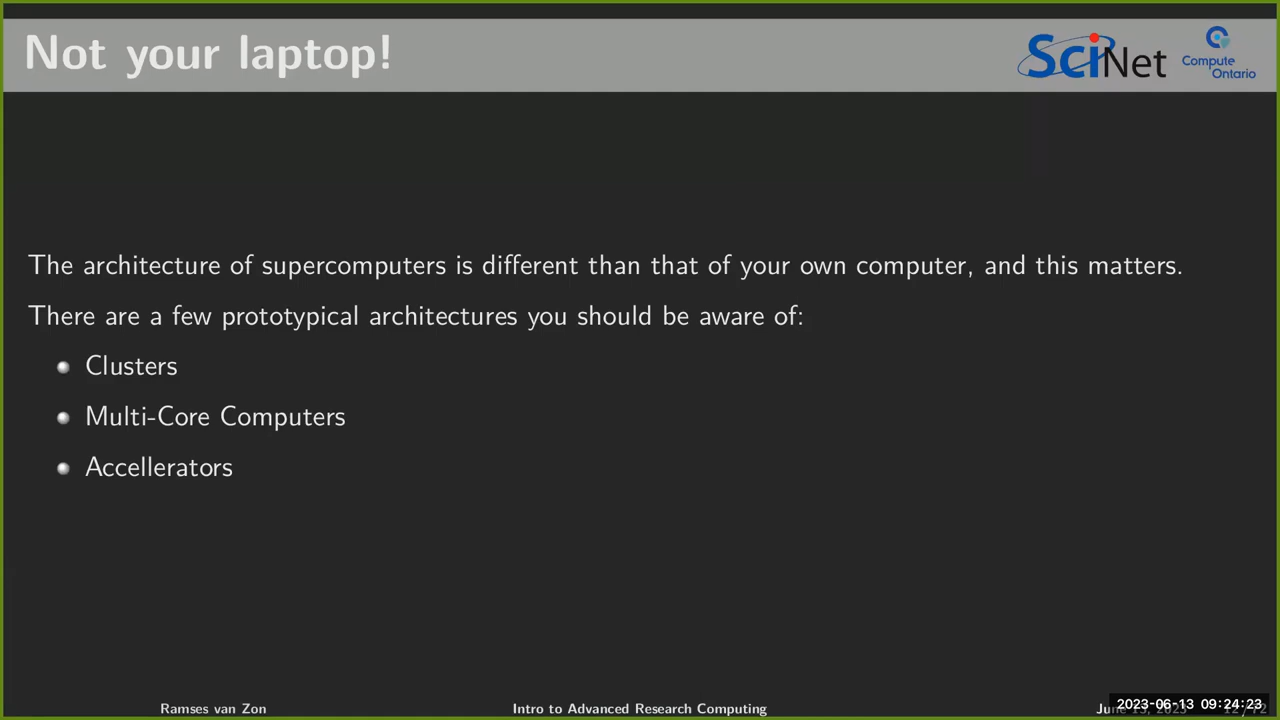 Not your laptop!
SciNet
Compute
Ontario
The architecture of supercomputers is different than that of your own computer, and this matters.
There are a few prototypical architectures you should be aware of:
Clusters
Multi-Core Computers
Accellerators
Ramses van Zon
Intro to Advanced Research Computing
2023-06-13 09:24:23